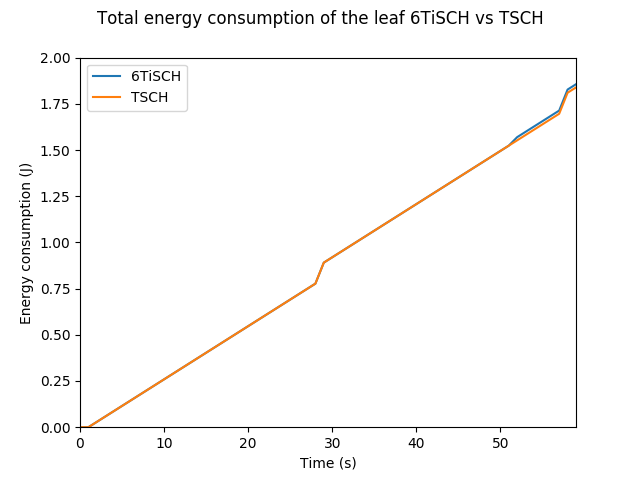 Total energy consumption of the leaf 6TiSCH vs TSCH
2.00
1.75
1.50
1.25
1.00
0.75
0.50
0.25
0.00
Energy consumption (J)
6TiSCH
TSCH
0 10 20 30 40 50
Time (s)